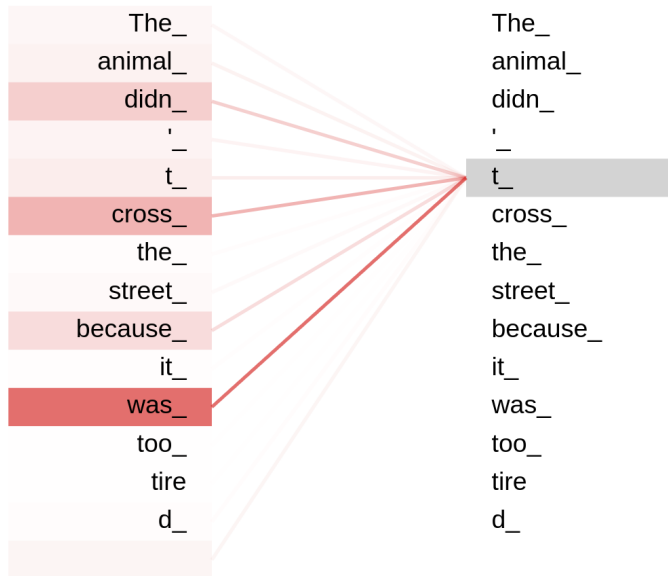 The_ The_
animal_ animal_
didn_ didn_
'_ '_
t_ t_
cross_ cross_
the_ the_
street_ street_
because_ because_
it_ it_
was_ was_
too_ too_
tire tire
d_ d_